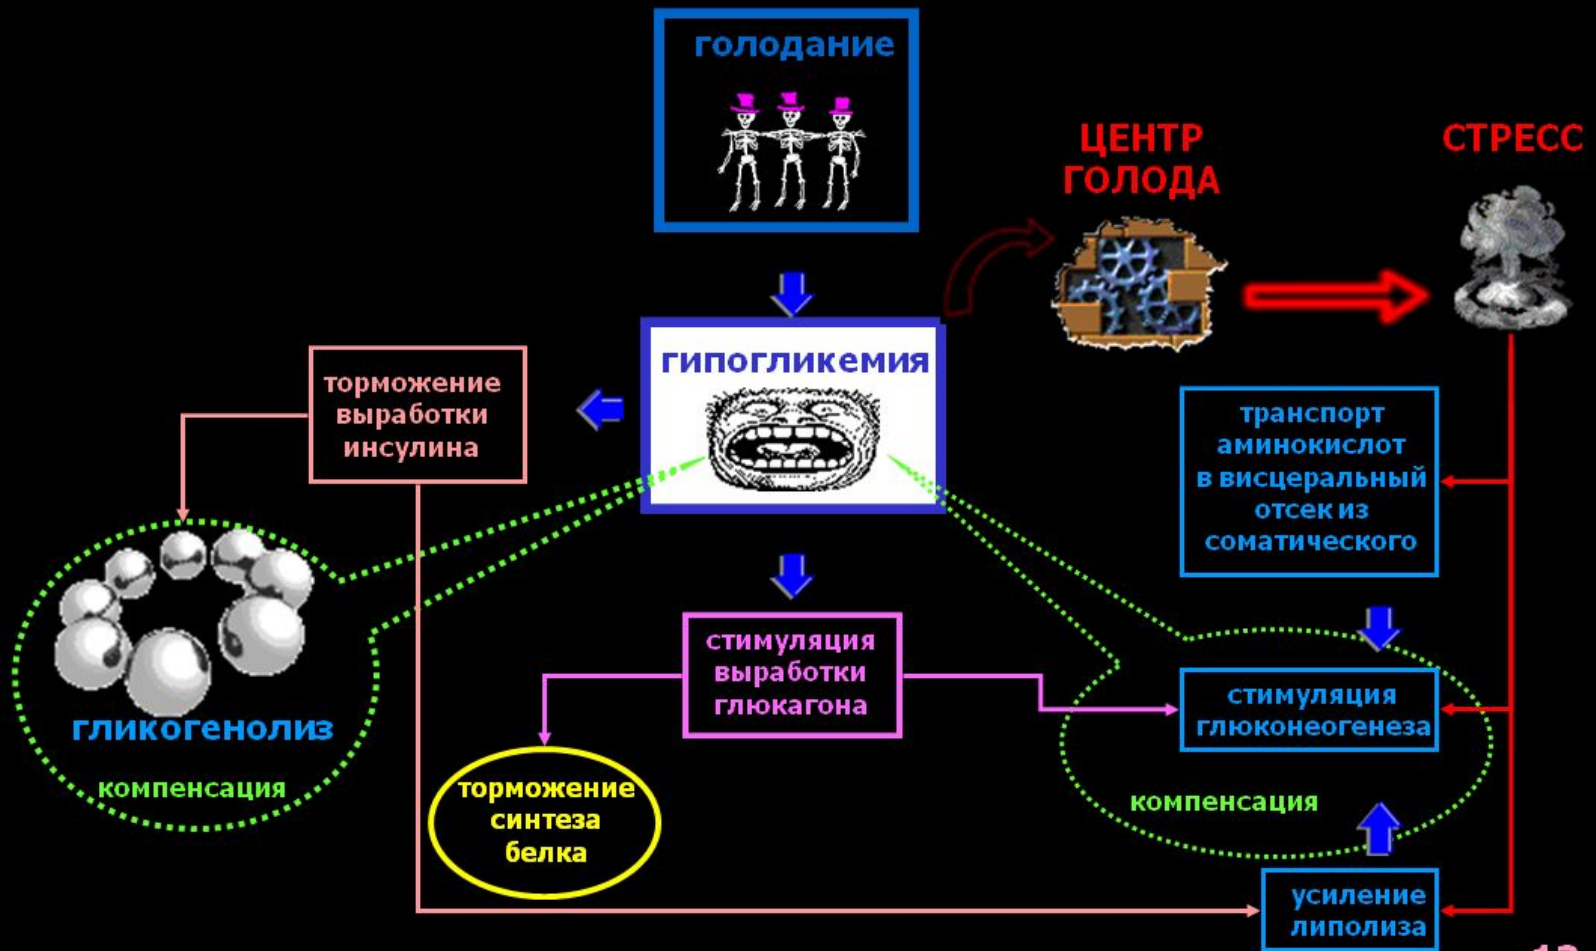 голодание
ЦЕНТР
ГОЛОДА
СТРЕСС
гипогликемия
торможение
выработки
инсулина
транспорт
аминокислот
в висцеральный
отсек из
соматического
стимуляция
выработки
глюкагона
стимуляция
глюконеогенеза
гликогенолиз
компенсация
торможение
синтеза
белка
компенсация
усиление
липолиза